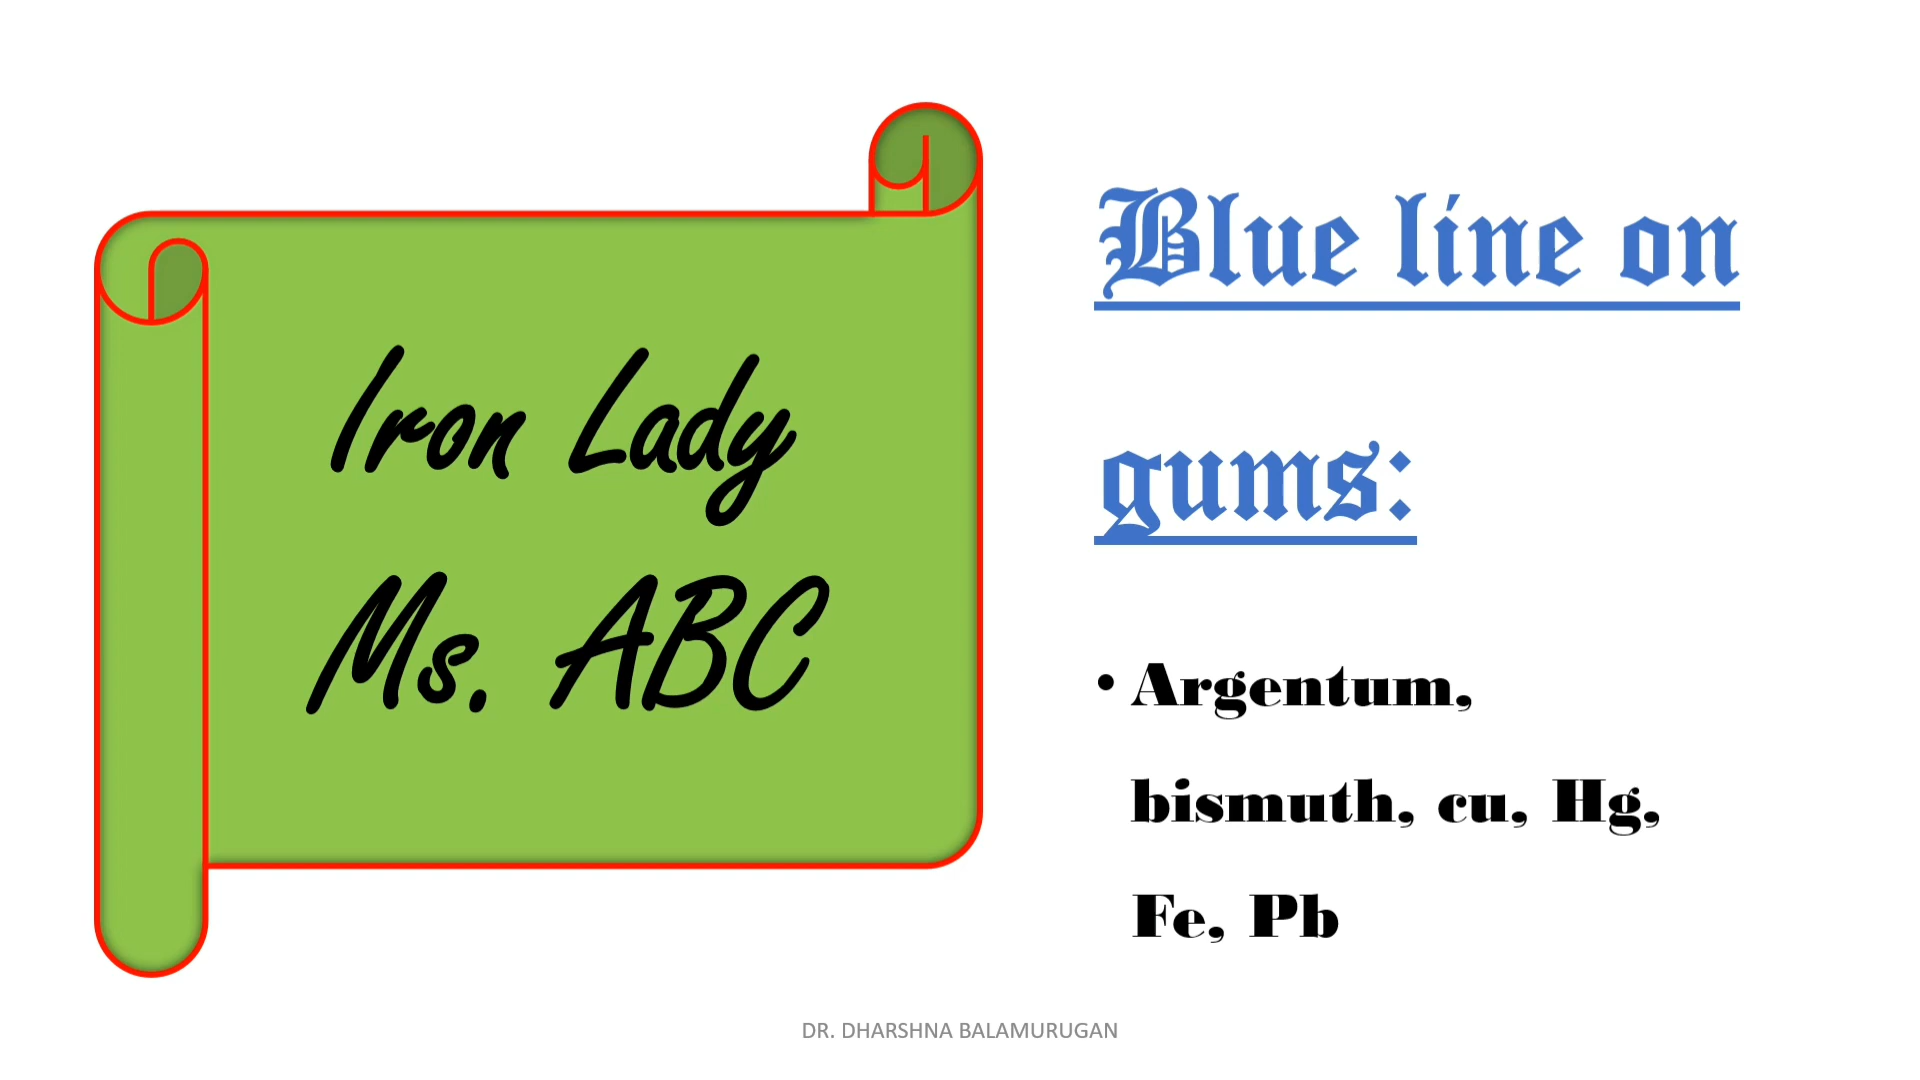 Iron Lady
Ms. ABC
Blue line on
gums:
• Argentum,
bismuth, cu, Hg,
Fe, Pb
DR. DHARSHNA BALAMURUGAN